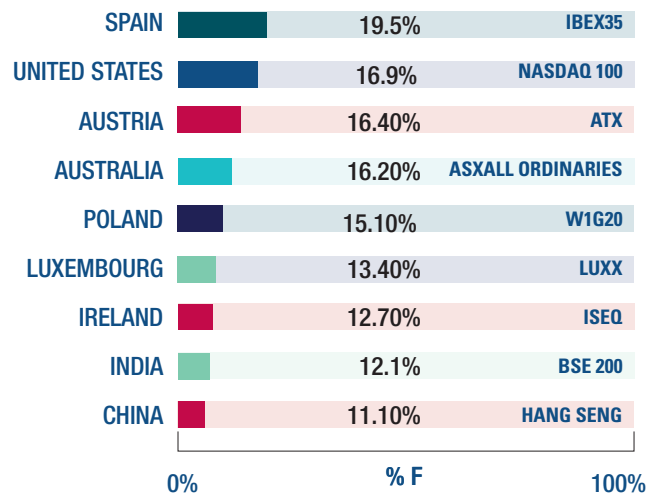 SPAIN 19.5% IBEX35
UNITED STATES 16.9% NASDAQ 100
AUSTRIA 16.40% ATX
AUSTRALIA 16.20% ASXALL ORDINARIES
POLAND 15.10% W1G20
LUXEMBOURG 13.40% LUXX
IRELAND 12.70% ISEQ
INDIA 12.1% BSE 200
CHINA 11.10% HANG SENG
0% % F 100%